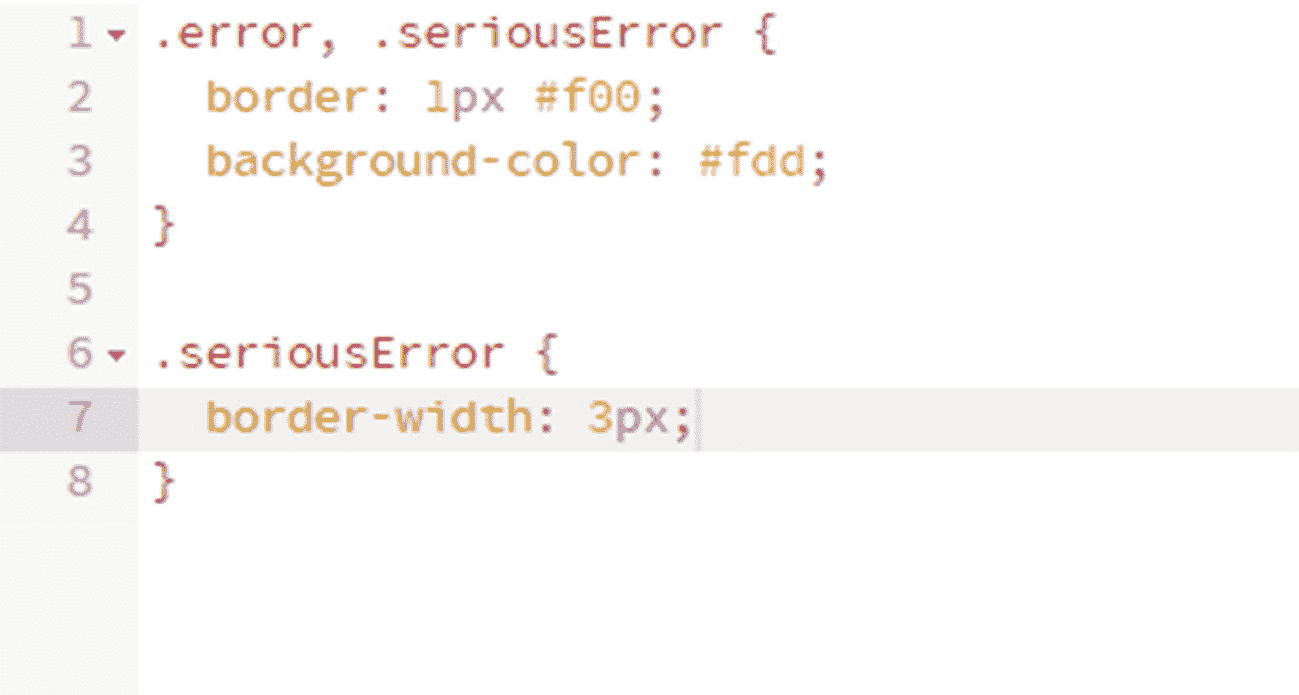 1 .error, .seriousError {
2   border: 1px #f00;
3   background-color: #fdd;
4 }
5
6 .seriousError {
7   border-width: 3px;
8 }